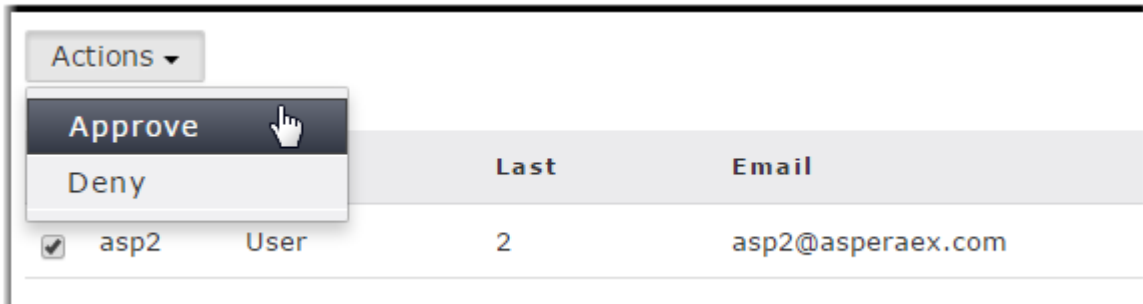 Actions
Approve
Deny
Last Email
asp2 User 2 asp2@asperaex.com